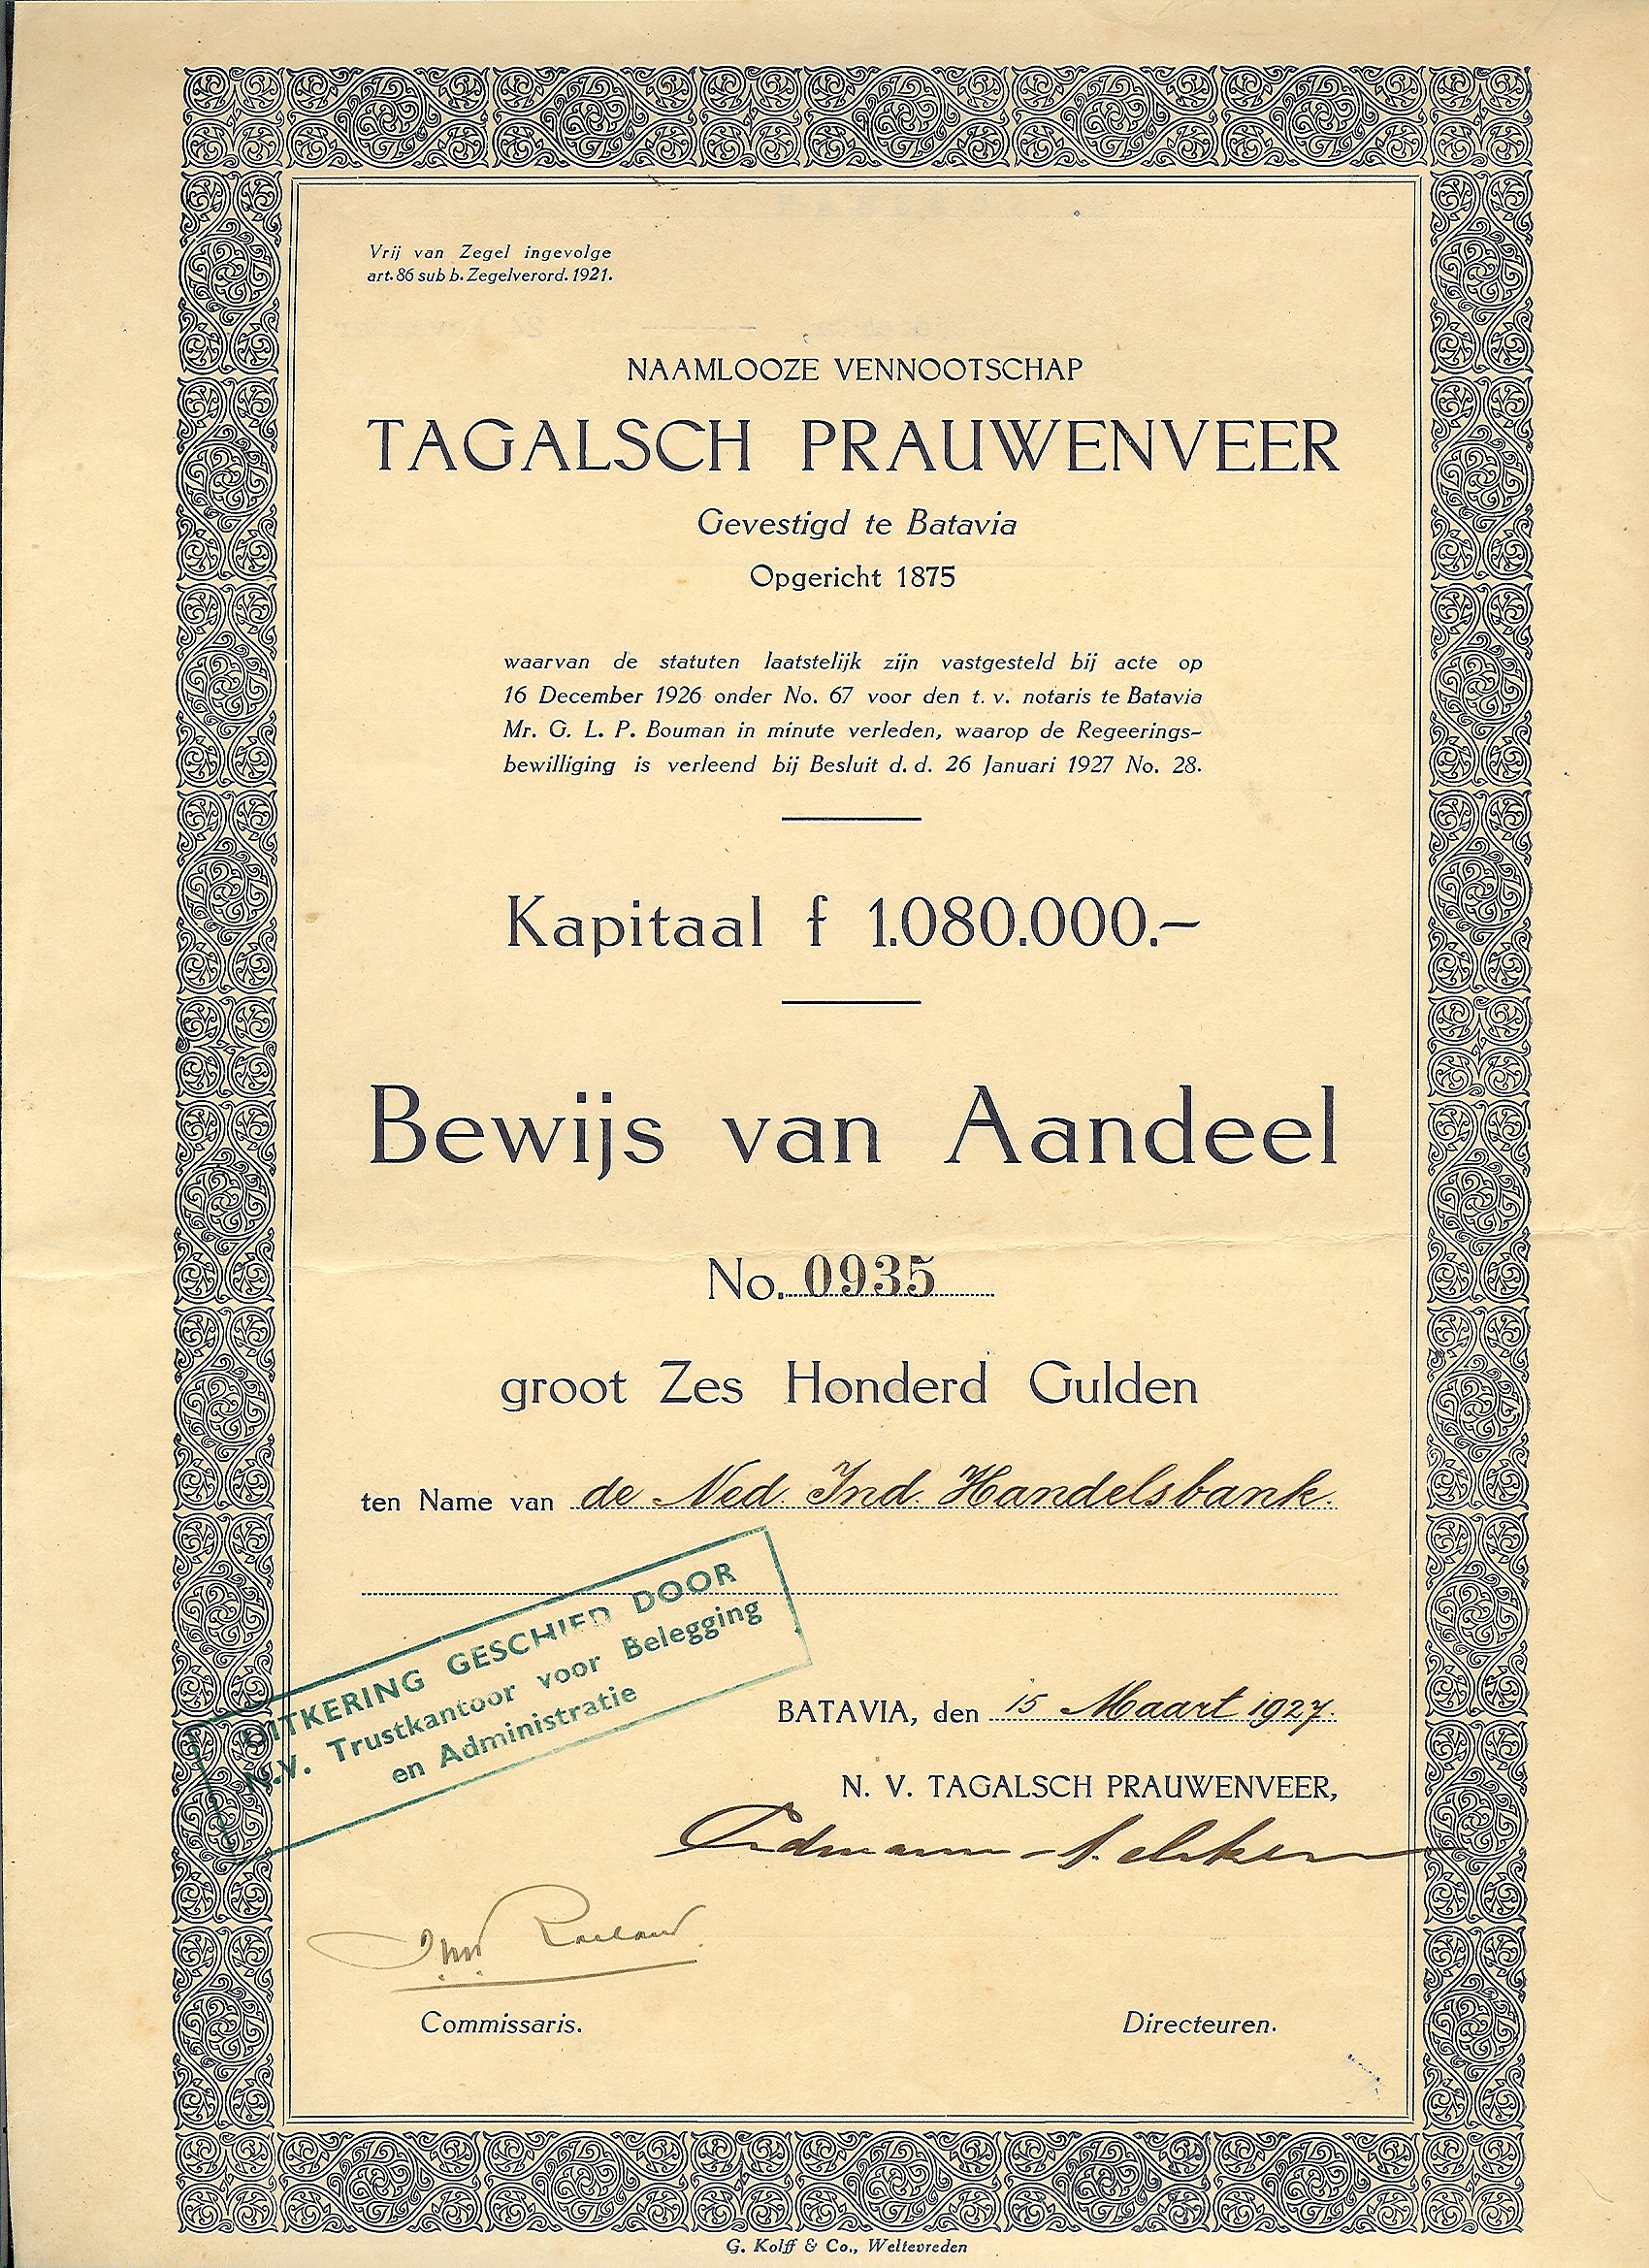 Vrij van Zegel ingevolge
art. 86 sub b. Zegelverord. 1921.
NAAMLOOZE VENNOOTSCHAP
TAGALSCH PRAUWENVEER
Gevestigd te Batavia
Opgericht 1875
waarvan de statuten laatstelijk zijn vastgesteld bij acte op
16 December 1926 onder No. 67 voor den t. v. notaris te Batavia
Mr. G. L. P. Bouman in minute verleden, waarop de Regeerings-
bewilliging is verleend bij Besluit d. d. 26 Januari 1927 No. 28.
Kapitaal f 1.080.000.–
Bewijs van Aandeel
No. 0935
groot Zes Honderd Gulden
ten Name van de Ned. Ind. Handelsbank.
UITKERING GESCHIED DOOR
N.V. Trustkantoor voor Belegging
en Administratie
BATAVIA, den 15 Maart 1927.
N. V. TAGALSCH PRAUWENVEER,
Commissaris.
Directeuren.
G. Kolff & Co., Weltevreden